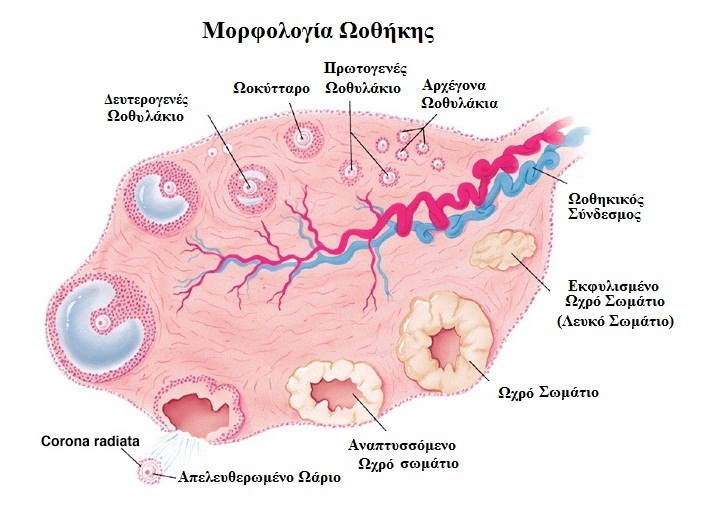 Μορφολογία Ωοθήκης
Πρωτογενές
Ωοθυλάκιο
Αρχέγονα
Ωοθυλάκια
Ωοκύτταρο
Δευτερογενές
Ωοθυλάκιο
Ωοθηκικός
Σύνδεσμος
Εκφυλισμένο
Ωχρό Σωμάτιο
(Λευκό Σωμάτιο)
Ωχρό Σωμάτιο
Αναπτυσσόμενο
Ωχρό σωμάτιο
Corona radiata
Απελευθερωμένο Ωάριο